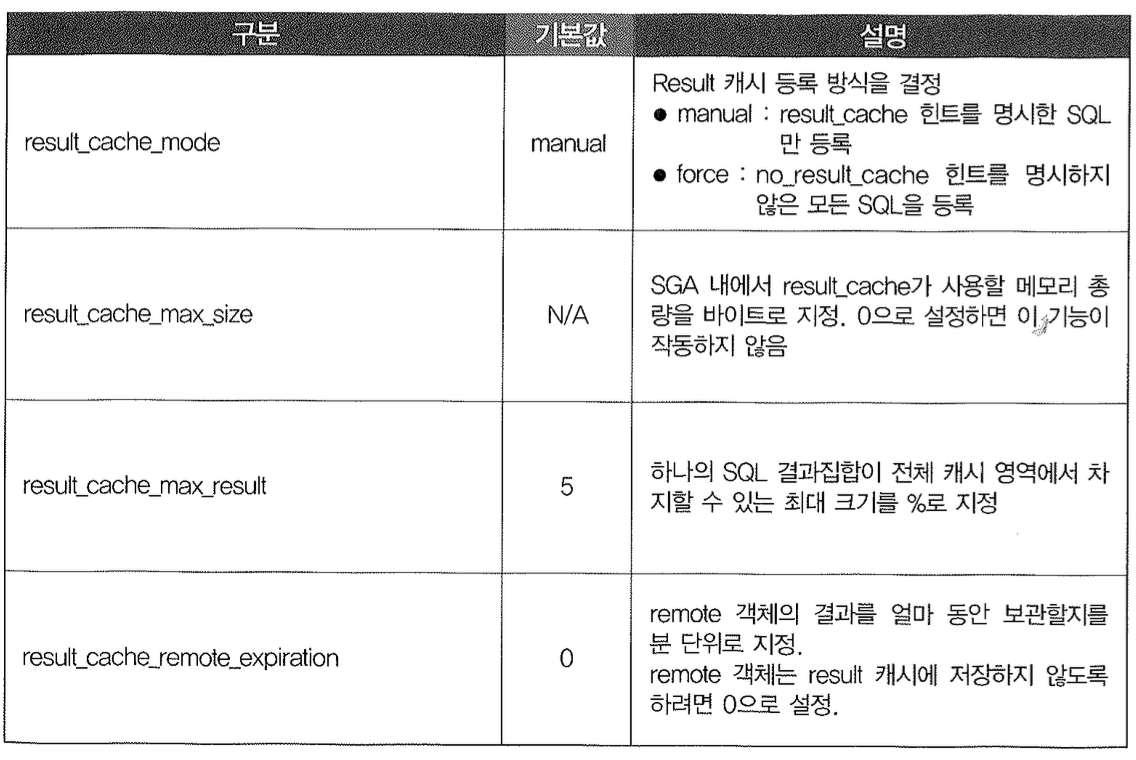 구분 기본값 설명
result_cache_mode manual
Result 캐시 등록 방식을 결정
● manual : result_cache 힌트를 명시한 SQL
만 등록
● force : no_result_cache 힌트를 명시하지
않은 모든 SQL을 등록
result_cache_max_size N/A
SGA 내에서 result_cache가 사용할 메모리 총
량을 바이트로 지정. 0으로 설정하면 이 기능이
작동하지 않음
result_cache_max_result 5
하나의 SQL 결과집합이 전체 캐시 영역에서 차
지할 수 있는 최대 크기를 %로 지정
result_cache_remote_expiration 0
remote 객체의 결과를 얼마 동안 보관할지를
분 단위로 지정.
remote 객체는 result 캐시에 저장하지 않도록
하려면 0으로 설정.